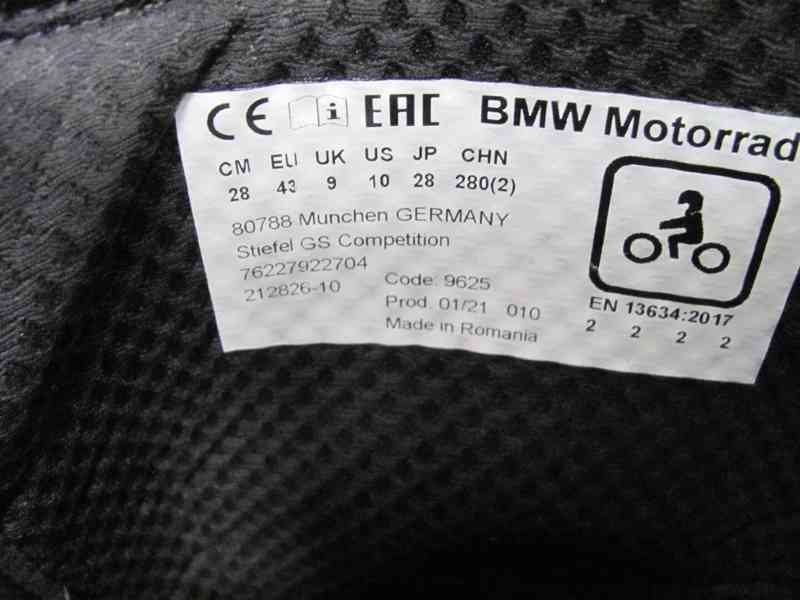 CE i EAC BMW Motorrad
CM EU UK US JP CHN
28 43 9 10 28 280(2)
80788 Munchen GERMANY
Stiefel GS Competition
76227922704
212826-10
Code: 9625
Prod. 01/21 010
Made in Romania
EN 13634:2017
2 2 2 2